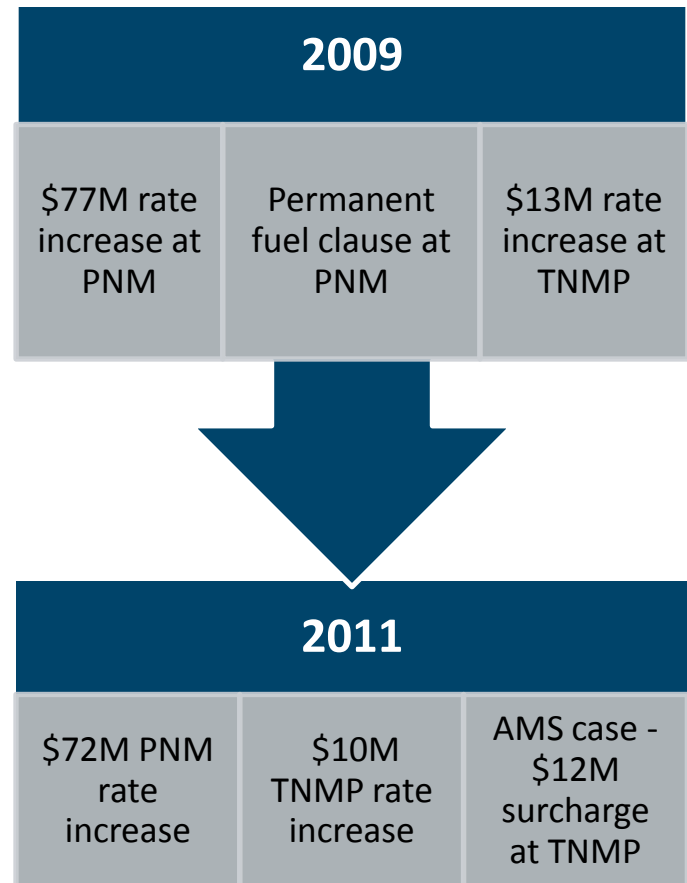 2009
$77M rate
increase at
PNM
Permanent
fuel clause at
PNM
$13M rate
increase at
TNMP
2011
$72M PNM
rate
increase
$10M
TNMP rate
increase
AMS case -
$12M
surcharge
at TNMP